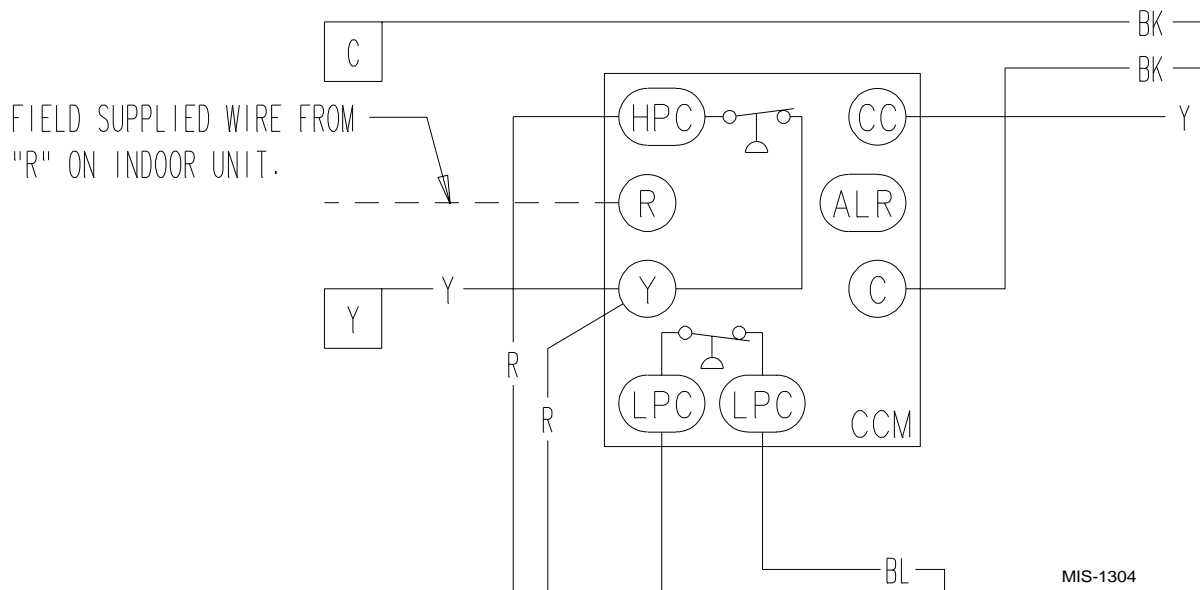 BK
C
BK
FIELD SUPPLIED WIRE FROM
"R" ON INDOOR UNIT.
HPC
CC
Y
R
ALR
Y
Y
C
Y
R
R
LPC
LPC
CCM
BL
MIS-1304